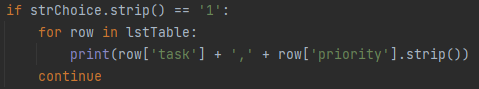 if strChoice.strip() == '1':
    for row in lstTable:
        print(row['task'] + ',' + row['priority'].strip())
    continue